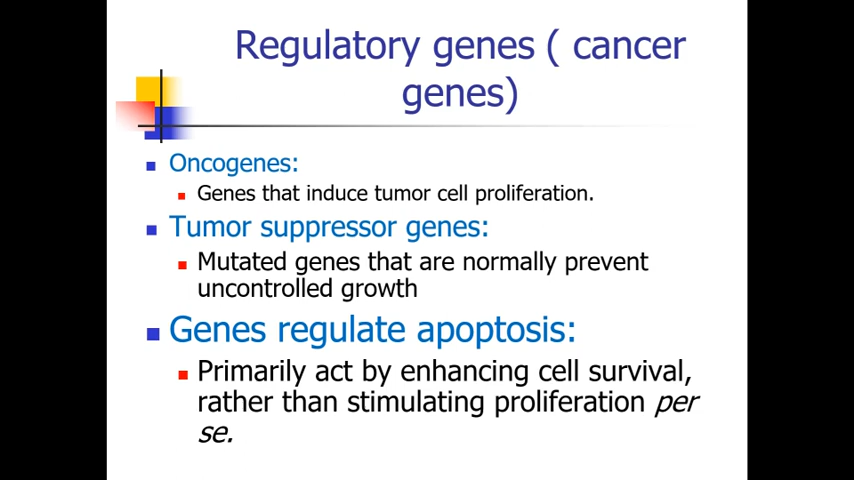 Regulatory genes ( cancer
genes)
Oncogenes:
Genes that induce tumor cell proliferation.
Tumor suppressor genes:
Mutated genes that are normally prevent
uncontrolled growth
Genes regulate apoptosis:
Primarily act by enhancing cell survival,
rather than stimulating proliferation per
se.